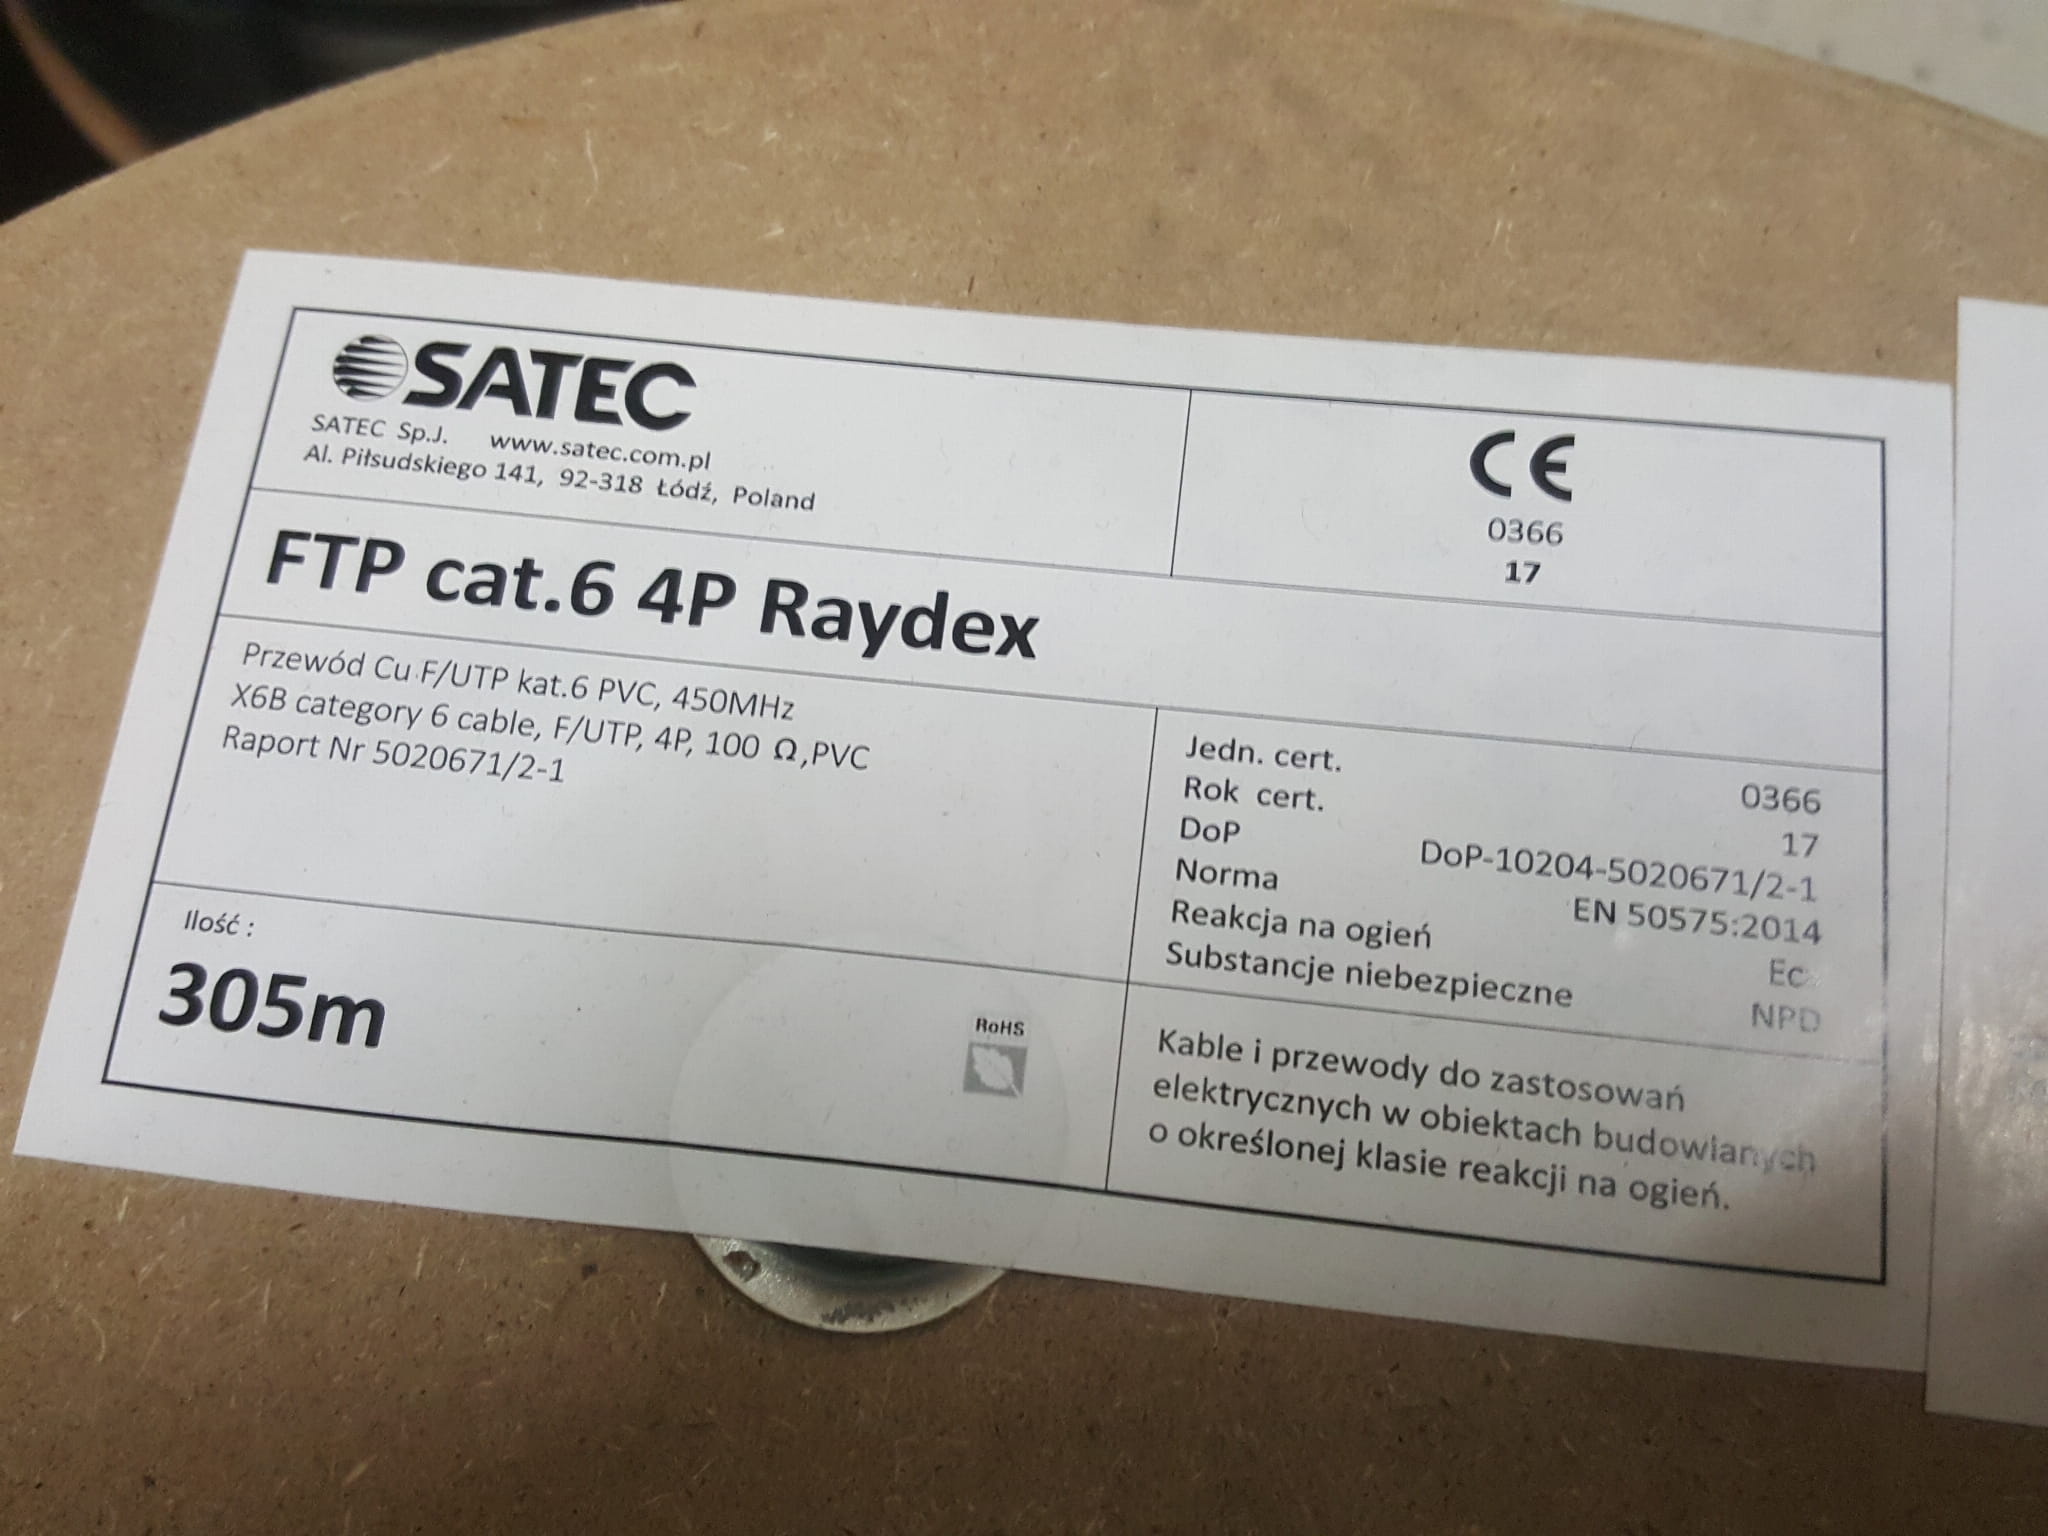 SATEC
SATEC Sp.J. www.satec.com.pl
Al. Piłsudskiego 141, 92-318 Łódź, Poland
CE
0366
17
FTP cat.6 4P Raydex
Przewód Cu F/UTP kat.6 PVC, 450MHz
X6B category 6 cable, F/UTP, 4P, 100 Ω,PVC
Raport Nr 5020671/2-1
Jedn. cert. 0366
Rok cert. 17
DoP DoP-10204-5020671/2-1
Norma EN 50575:2014
Reakcja na ogień Ec
Substancje niebezpieczne NPD
Ilość :
305m
RoHS
Kable i przewody do zastosowań
elektrycznych w obiektach budowlanych
o określonej klasie reakcji na ogień.